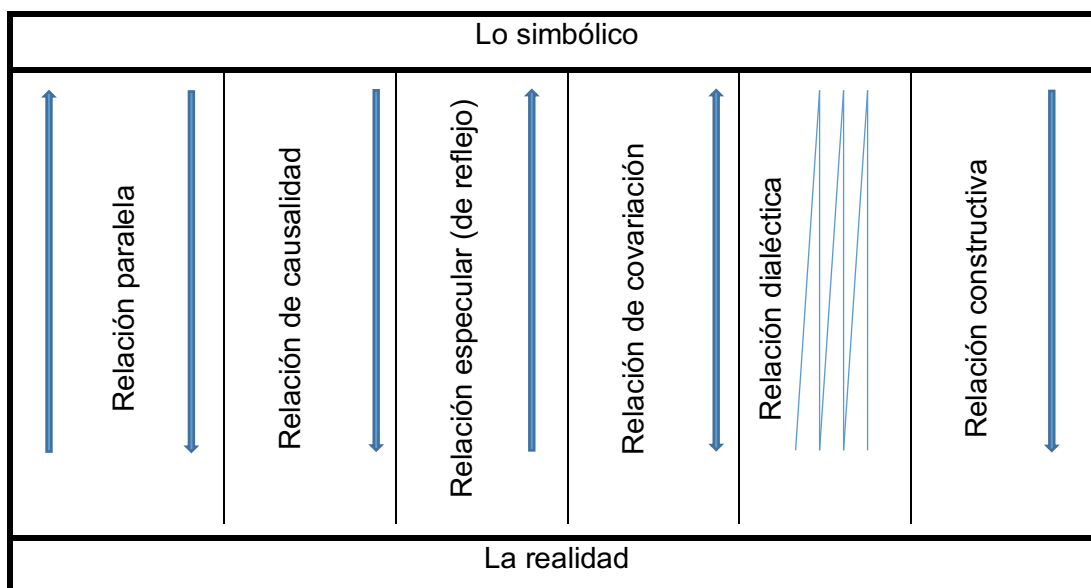 Lo simbólico
Relación paralela
Relación de causalidad
Relación especular (de reflejo)
Relación de covariación
Relación dialéctica
Relación constructiva
La realidad